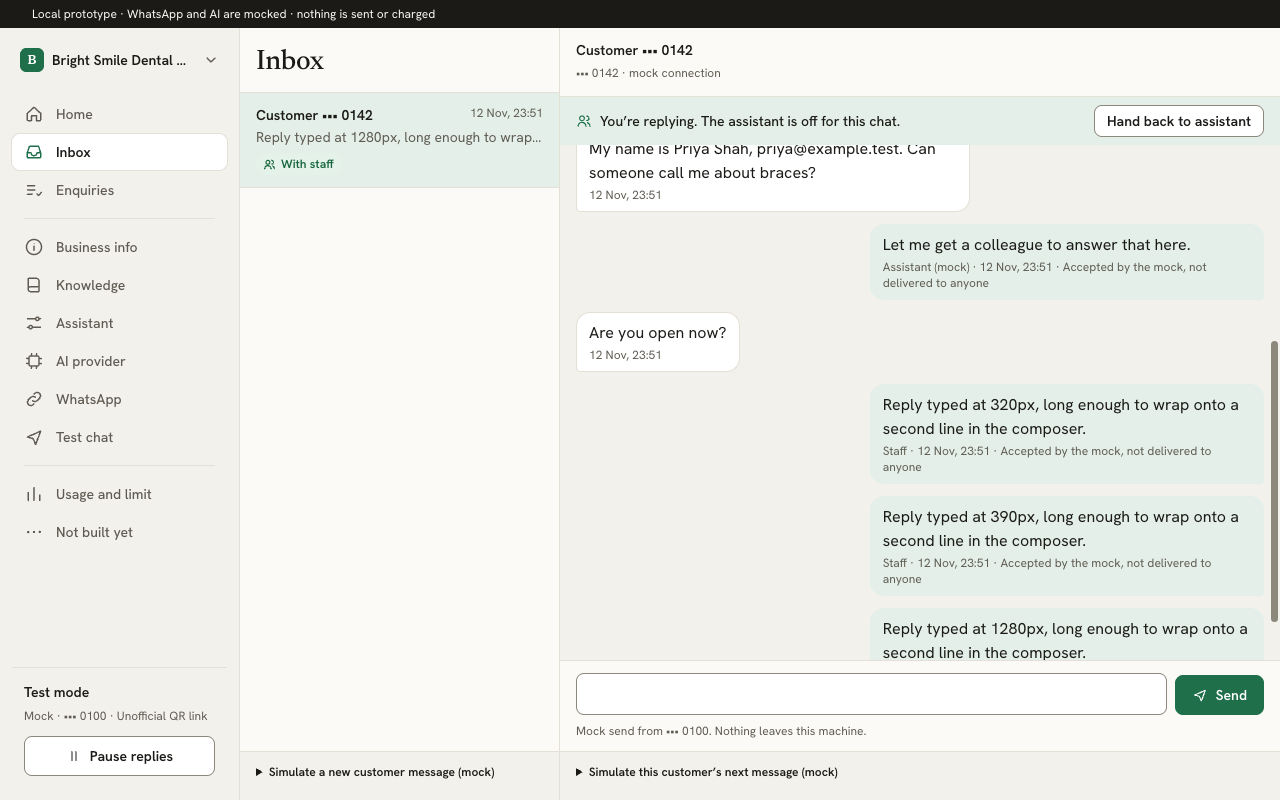 Local prototype · WhatsApp and AI are mocked · nothing is sent or charged
B Bright Smile Dental ...
Home
Inbox
Enquiries
Business info
Knowledge
Assistant
AI provider
WhatsApp
Test chat
Usage and limit
Not built yet
Test mode
Mock · ••• 0100 · Unofficial QR link
Pause replies
Inbox
Customer ••• 0142 12 Nov, 23:51
Reply typed at 1280px, long enough to wrap...
With staff
Simulate a new customer message (mock)
Customer ••• 0142
••• 0142 · mock connection
You’re replying. The assistant is off for this chat.
Hand back to assistant
My name is Priya Shah, priya@example.test. Can
someone call me about braces?
12 Nov, 23:51
Let me get a colleague to answer that here.
Assistant (mock) · 12 Nov, 23:51 · Accepted by the mock, not
delivered to anyone
Are you open now?
12 Nov, 23:51
Reply typed at 320px, long enough to wrap onto a
second line in the composer.
Staff · 12 Nov, 23:51 · Accepted by the mock, not delivered to
anyone
Reply typed at 390px, long enough to wrap onto a
second line in the composer.
Staff · 12 Nov, 23:51 · Accepted by the mock, not delivered to
anyone
Reply typed at 1280px, long enough to wrap onto a
second line in the composer.
Send
Mock send from ••• 0100. Nothing leaves this machine.
Simulate this customer’s next message (mock)